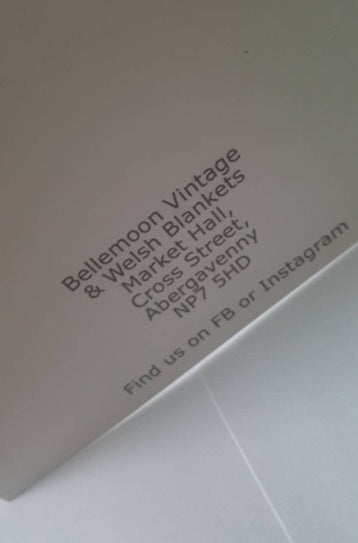 Bellemoon Vintage
& Welsh Blankets
Market Hall,
Cross Street,
Abergavenny
NP7 5HD
Find us on FB or Instagram